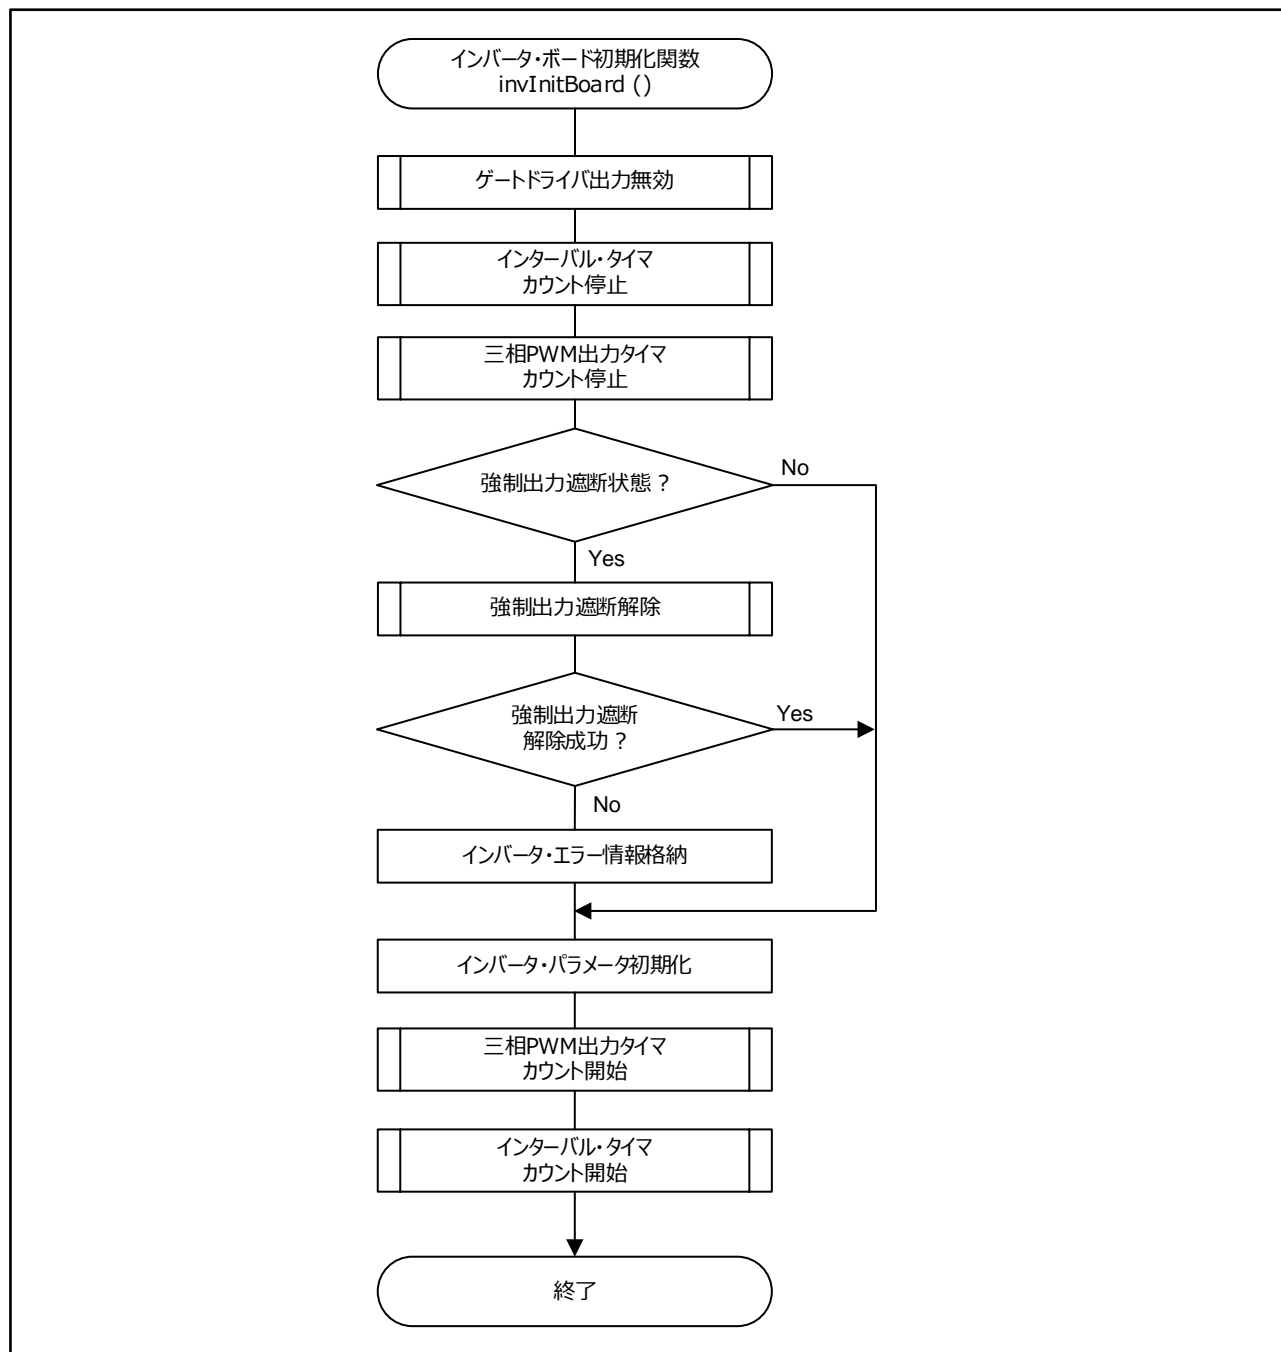 インバータ・ボード初期化関数
invInitBoard ()
ゲートドライバ出力無効
インターバル・タイマ
カウント停止
三相PWM出力タイマ
カウント停止
強制出力遮断状態？
No
Yes
強制出力遮断解除
強制出力遮断
解除成功？
Yes
No
インバータ・エラー情報格納
インバータ・パラメータ初期化
三相PWM出力タイマ
カウント開始
インターバル・タイマ
カウント開始
終了